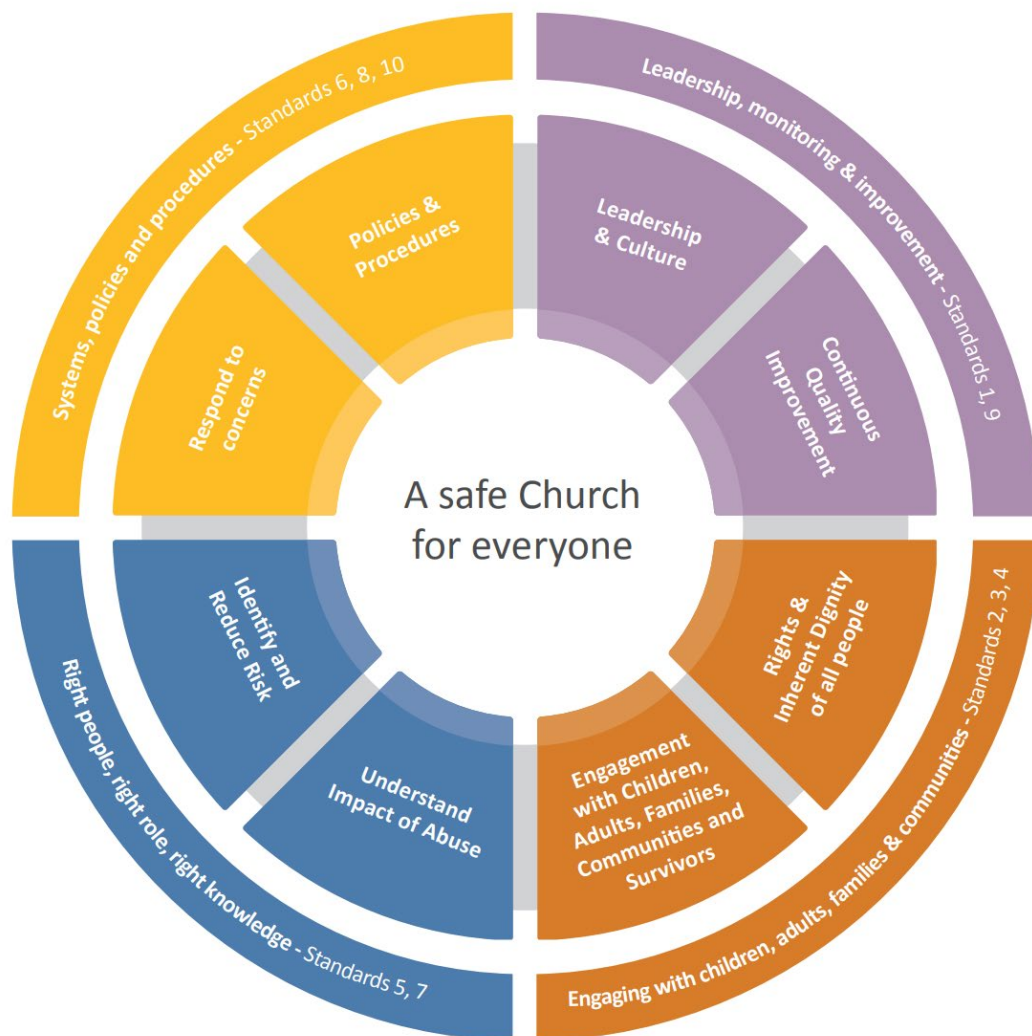 Systems, policies and procedures - Standards 6, 8, 10
Leadership, monitoring & improvement - Standards 1, 9
Policies &
Procedures
Leadership
& Culture
Respond to
concerns
Continuous
Quality
Improvement
A safe Church
for everyone
Identify and
Reduce Risk
Rights &
Inherent Dignity
of all people
Understand
Impact of Abuse
Engagement
with Children,
Adults, Families,
Communities and
Survivors
Right people, right role, right knowledge - Standards 5, 7
Engaging with children, adults, families & communities - Standards 2, 3, 4